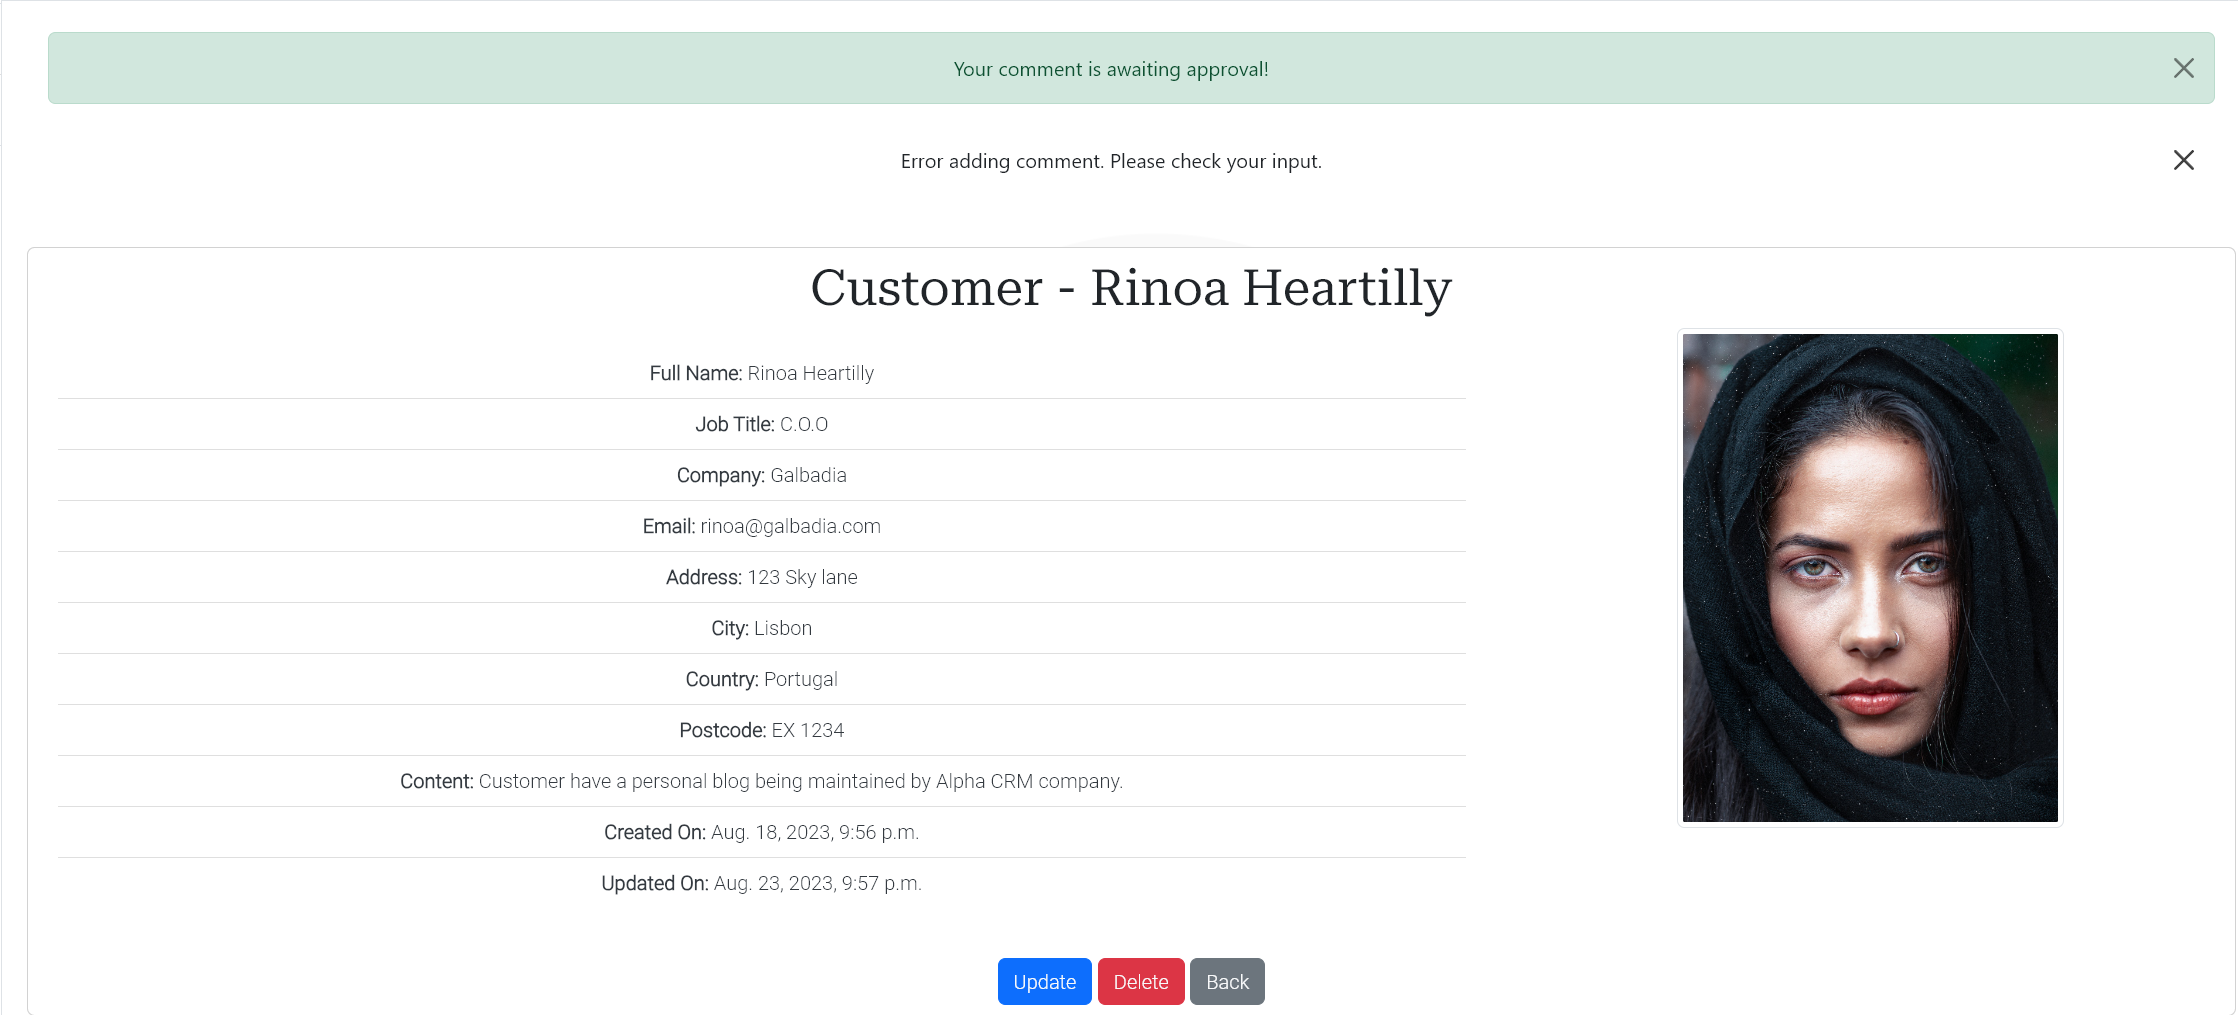 Your comment is awaiting approval!
Error adding comment. Please check your input.
Customer - Rinoa Heartilly
Full Name: Rinoa Heartilly
Job Title: C.O.O
Company: Galbadia
Email: rinoa@galbadia.com
Address: 123 Sky lane
City: Lisbon
Country: Portugal
Postcode: EX 1234
Content: Customer have a personal blog being maintained by Alpha CRM company.
Created On: Aug. 18, 2023, 9:56 p.m.
Updated On: Aug. 23, 2023, 9:57 p.m.
Update Delete Back